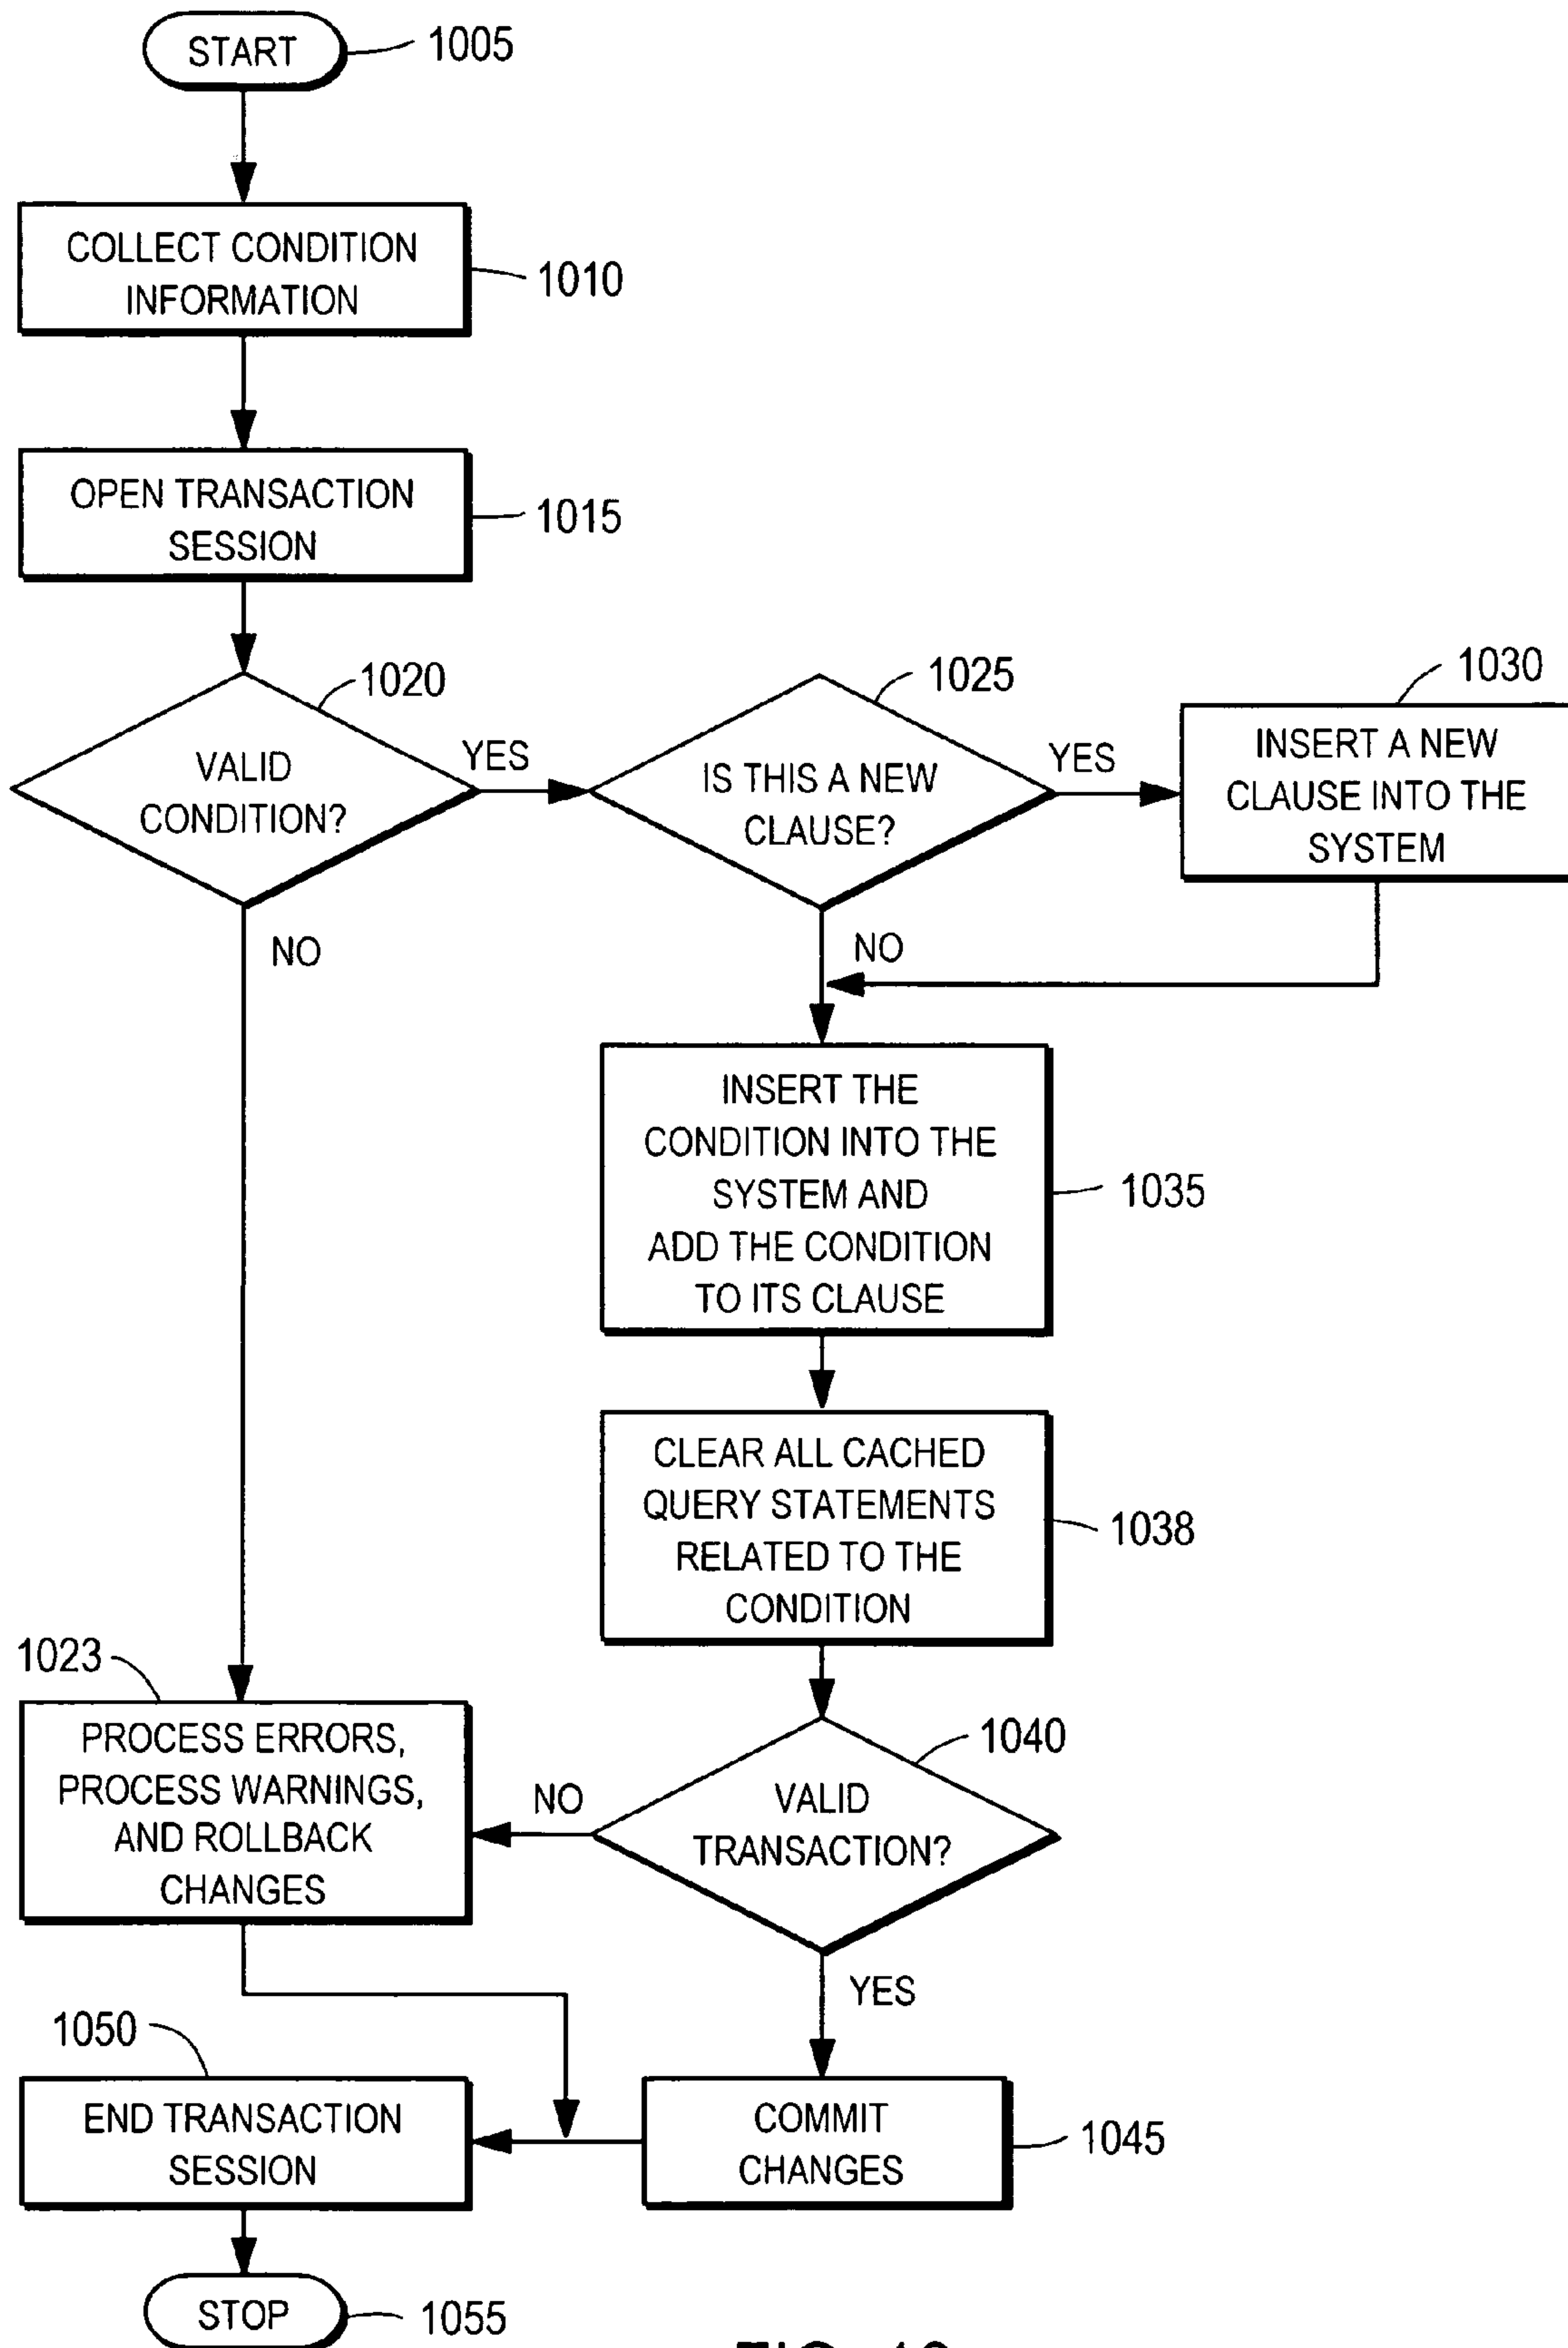 START
1005
COLLECT CONDITION
INFORMATION
1010
OPEN TRANSACTION
SESSION
1015
VALID
CONDITION?
1020
YES
NO
IS THIS A NEW
CLAUSE?
1025
YES
NO
INSERT A NEW
CLAUSE INTO THE
SYSTEM
1030
INSERT THE
CONDITION INTO THE
SYSTEM AND
ADD THE CONDITION
TO ITS CLAUSE
1035
CLEAR ALL CACHED
QUERY STATEMENTS
RELATED TO THE
CONDITION
1038
1023
PROCESS ERRORS,
PROCESS WARNINGS,
AND ROLLBACK
CHANGES
NO
VALID
TRANSACTION?
1040
YES
1050
END TRANSACTION
SESSION
COMMIT
CHANGES
1045
STOP
1055